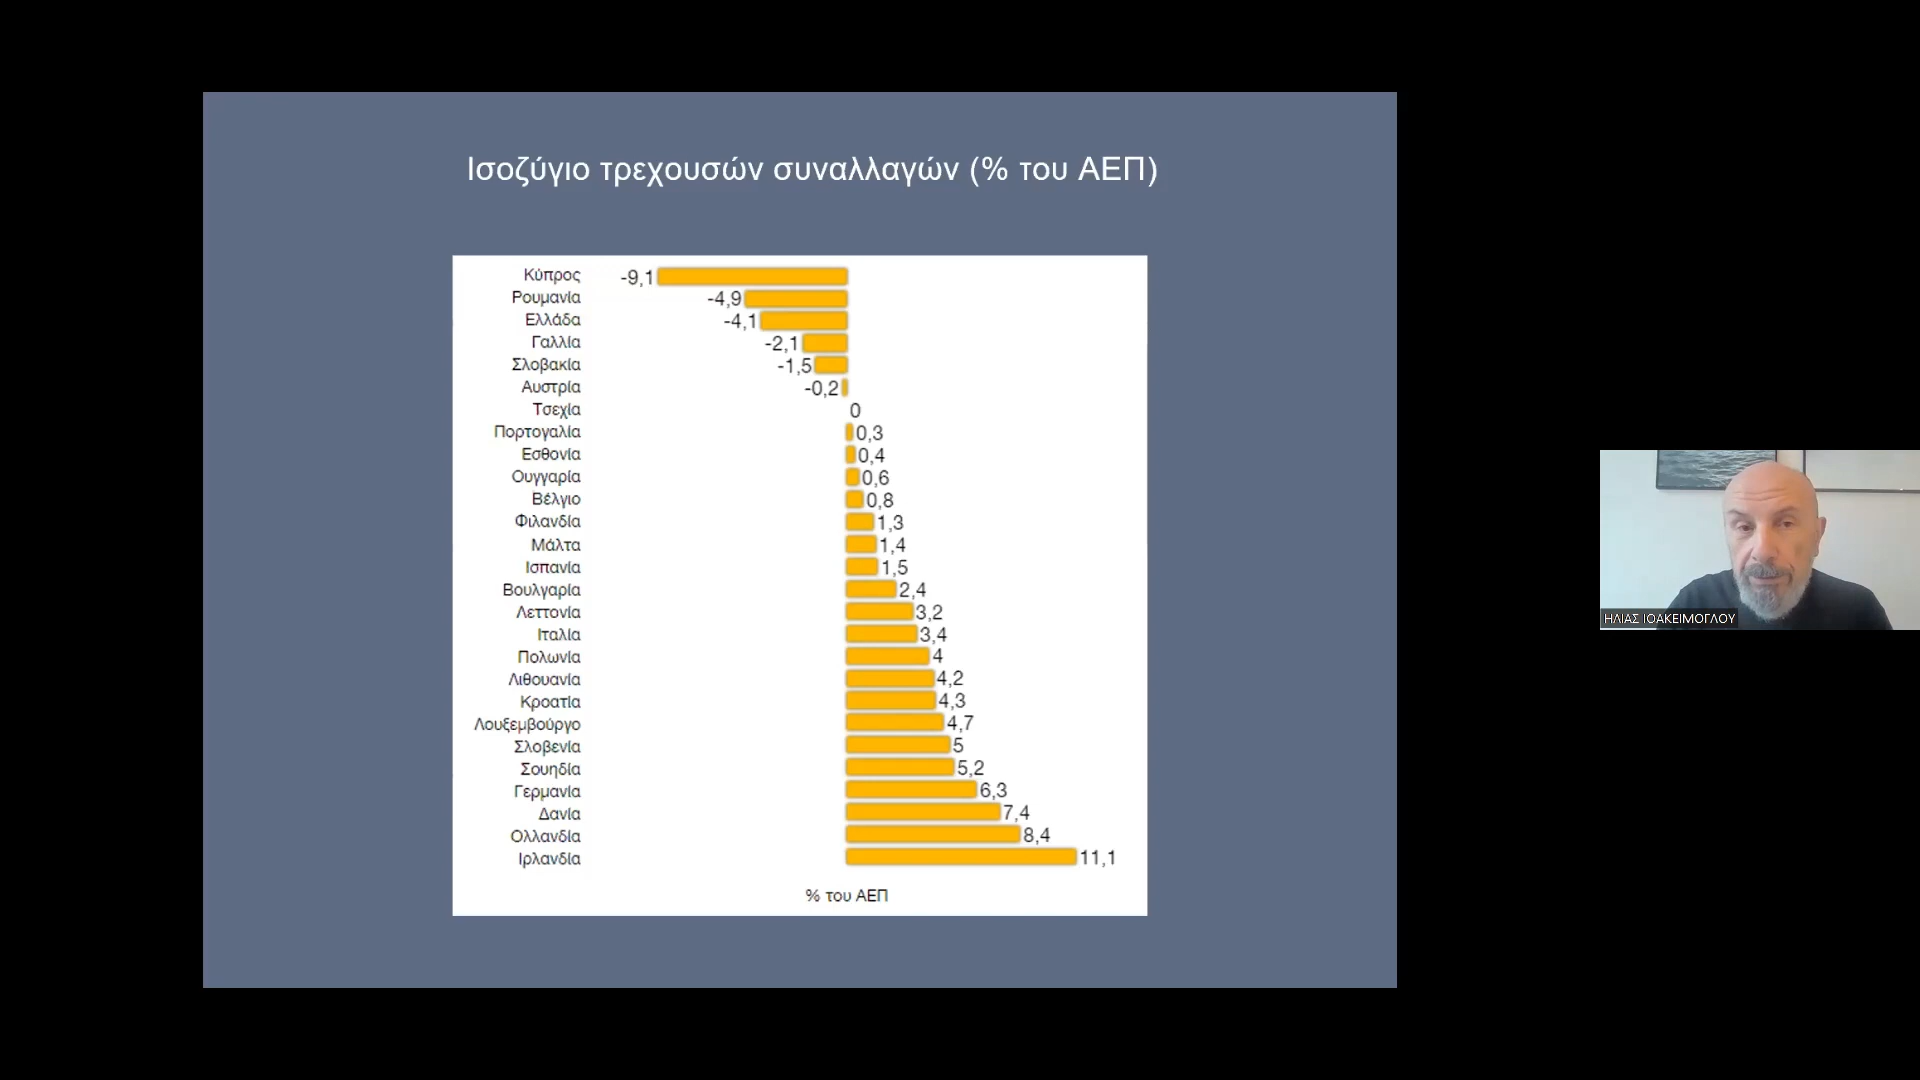 Ισοζύγιο τρεχουσών συναλλαγών (% του ΑΕΠ)
Κύπρος -9,1
Ρουμανία -4,9
Ελλάδα -4,1
Γαλλία -2,1
Σλοβακία -1,5
Αυστρία -0,2
Τσεχία 0
Πορτογαλία 0,3
Εσθονία 0,4
Ουγγαρία 0,6
Βέλγιο 0,8
Φιλανδία 1,3
Μάλτα 1,4
Ισπανία 1,5
Βουλγαρία 2,4
Λεττονία 3,2
Ιταλία 3,4
Πολωνία 4
Λιθουανία 4,2
Κροατία 4,3
Λουξεμβούργο 4,7
Σλοβενία 5
Σουηδία 5,2
Γερμανία 6,3
Δανία 7,4
Ολλανδία 8,4
Ιρλανδία 11,1
% του ΑΕΠ
ΗΛΙΑΣ ΙΩΑΚΕΙΜΟΓΛΟΥ